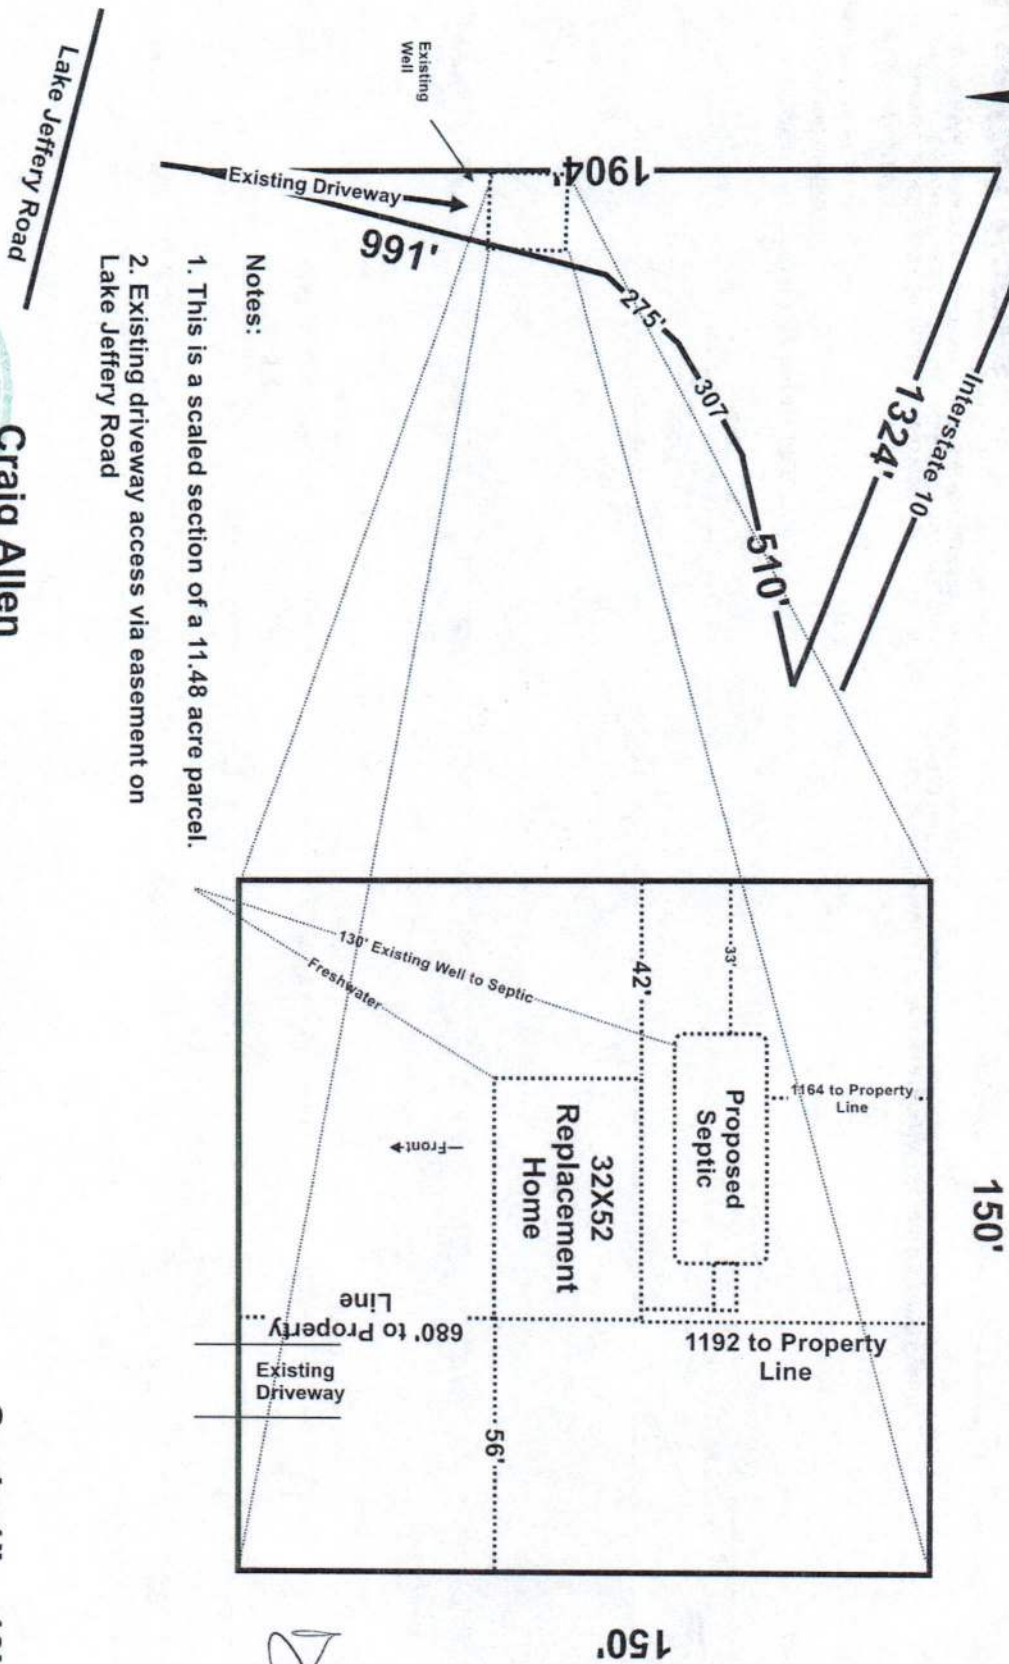 Lake Jeffery Road
Existing
Well
Existing Driveway
1904'
991'
275'
307
510'
1324'
Interstate 10
Notes:
1. This is a scaled section of a 11.48 acre parcel.
2. Existing driveway access via easement on
Lake Jeffery Road
Craig Allen
150'
150'
33'
42'
130' Existing Well to Septic
Freshwater
Proposed
Septic
1164 to Property
Line
32X52
Replacement
Home
Front
680' to Property
Line
1192 to Property
Line
Existing
Driveway
56'